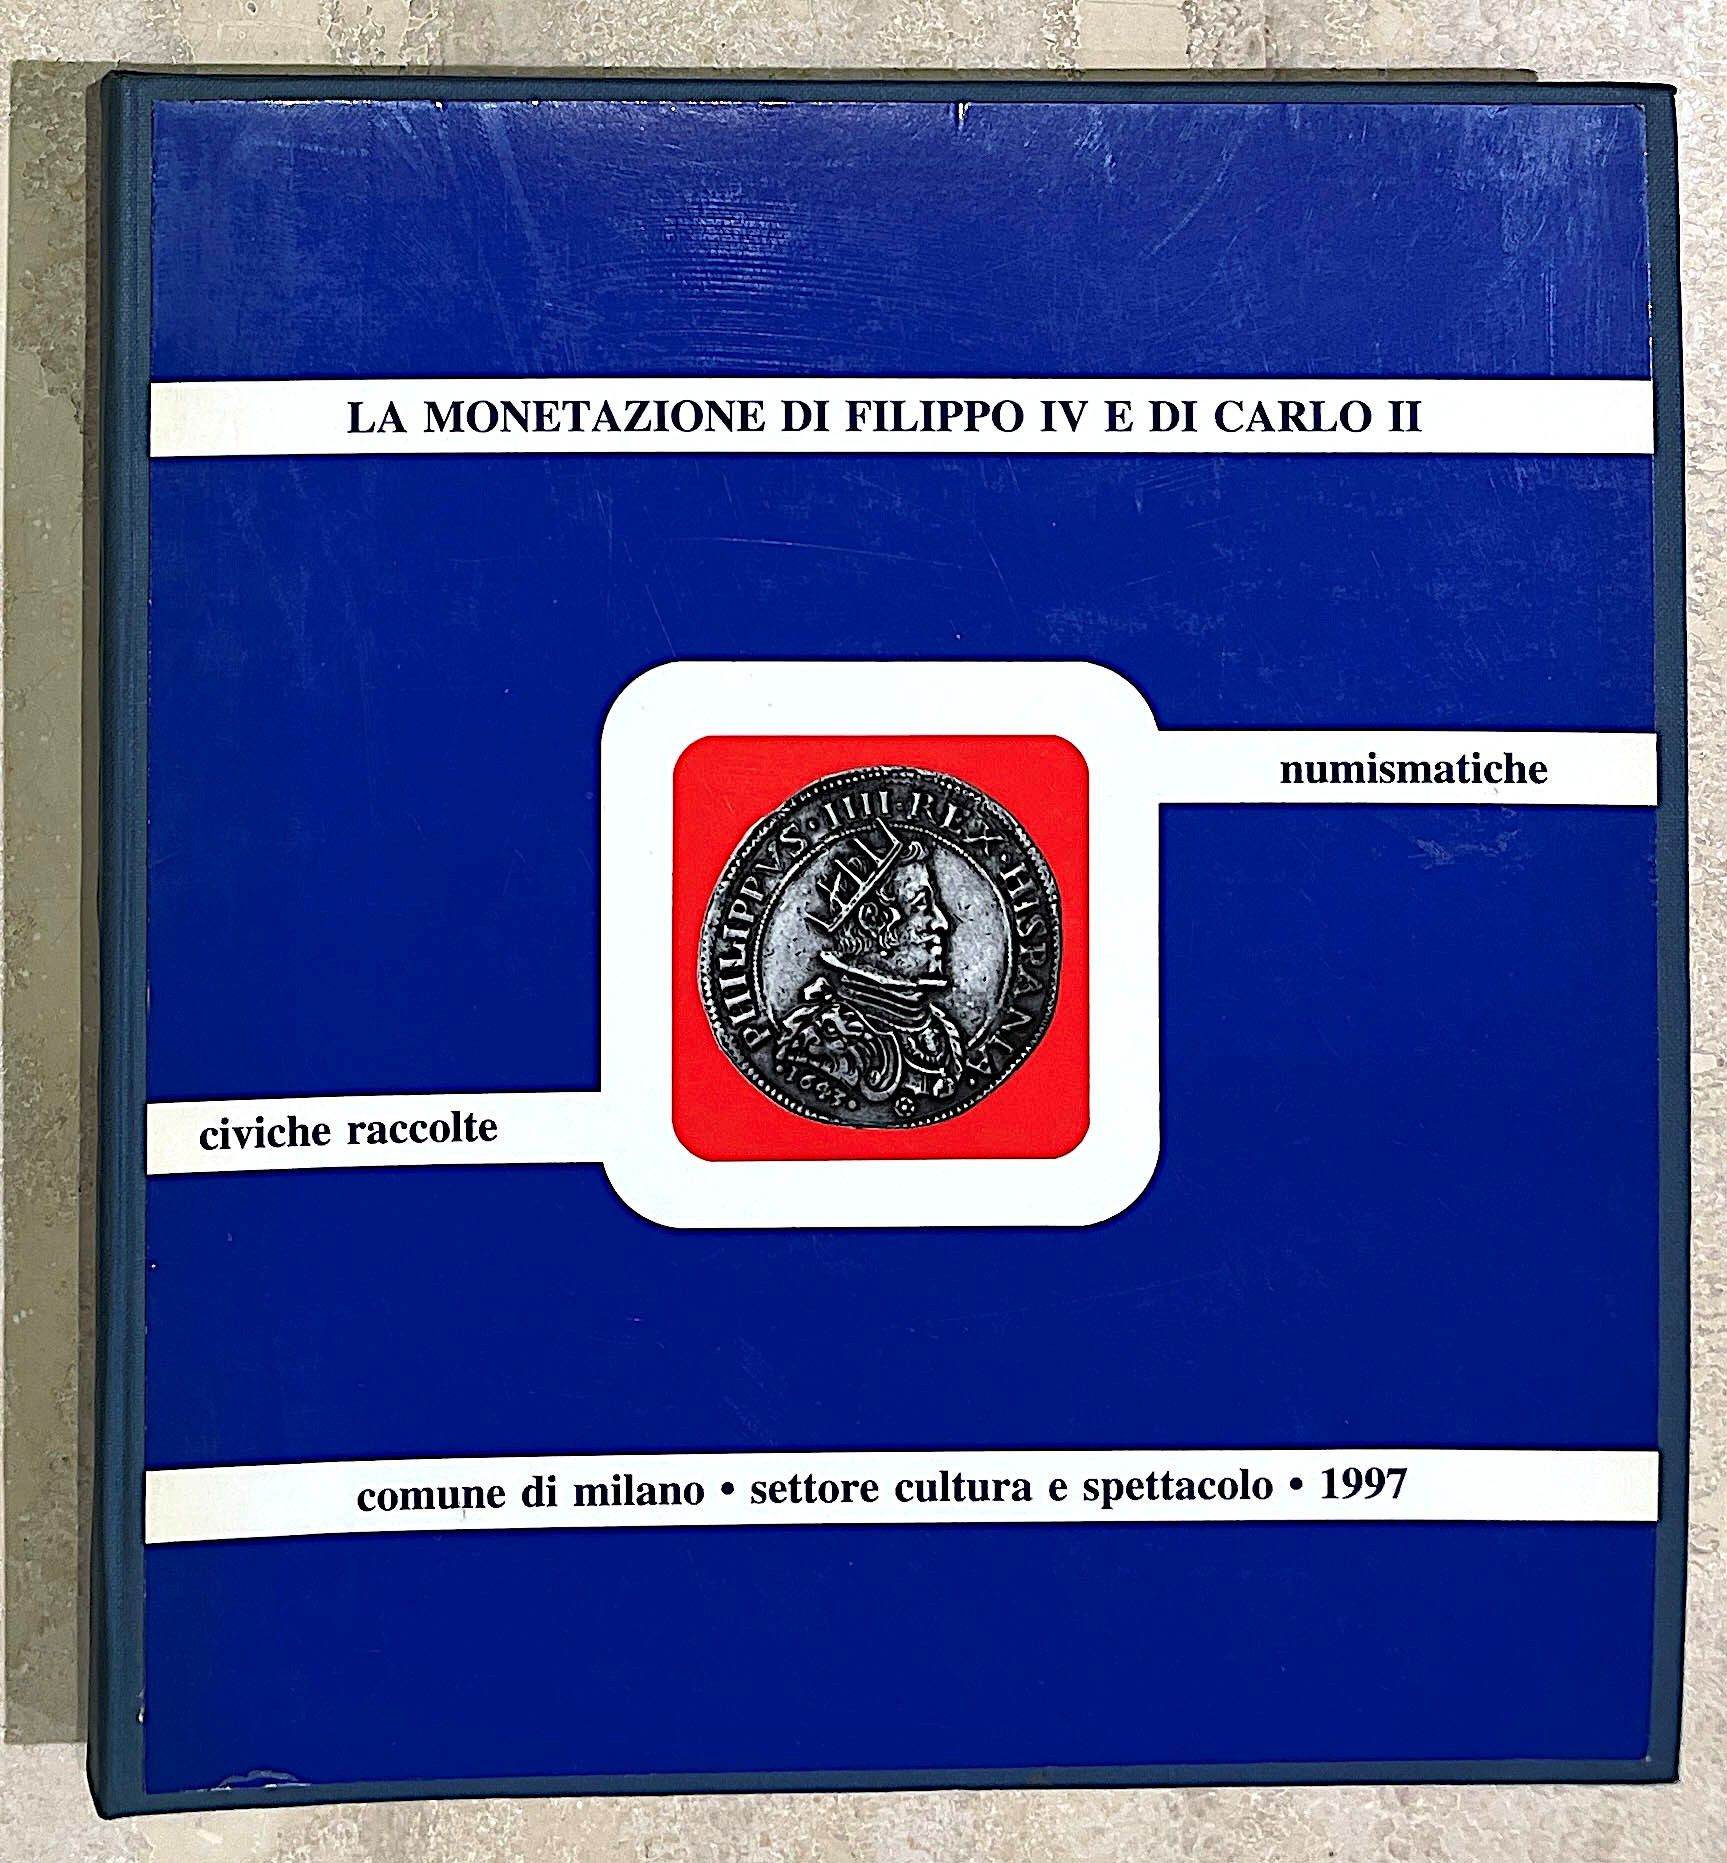 LA MONETAZIONE DI FILIPPO IV E DI CARLO II
numismatiche
PHILIPPVS · IIII · REX · HISPANIA ·
· 1643 ·
civiche raccolte
comune di milano • settore cultura e spettacolo • 1997